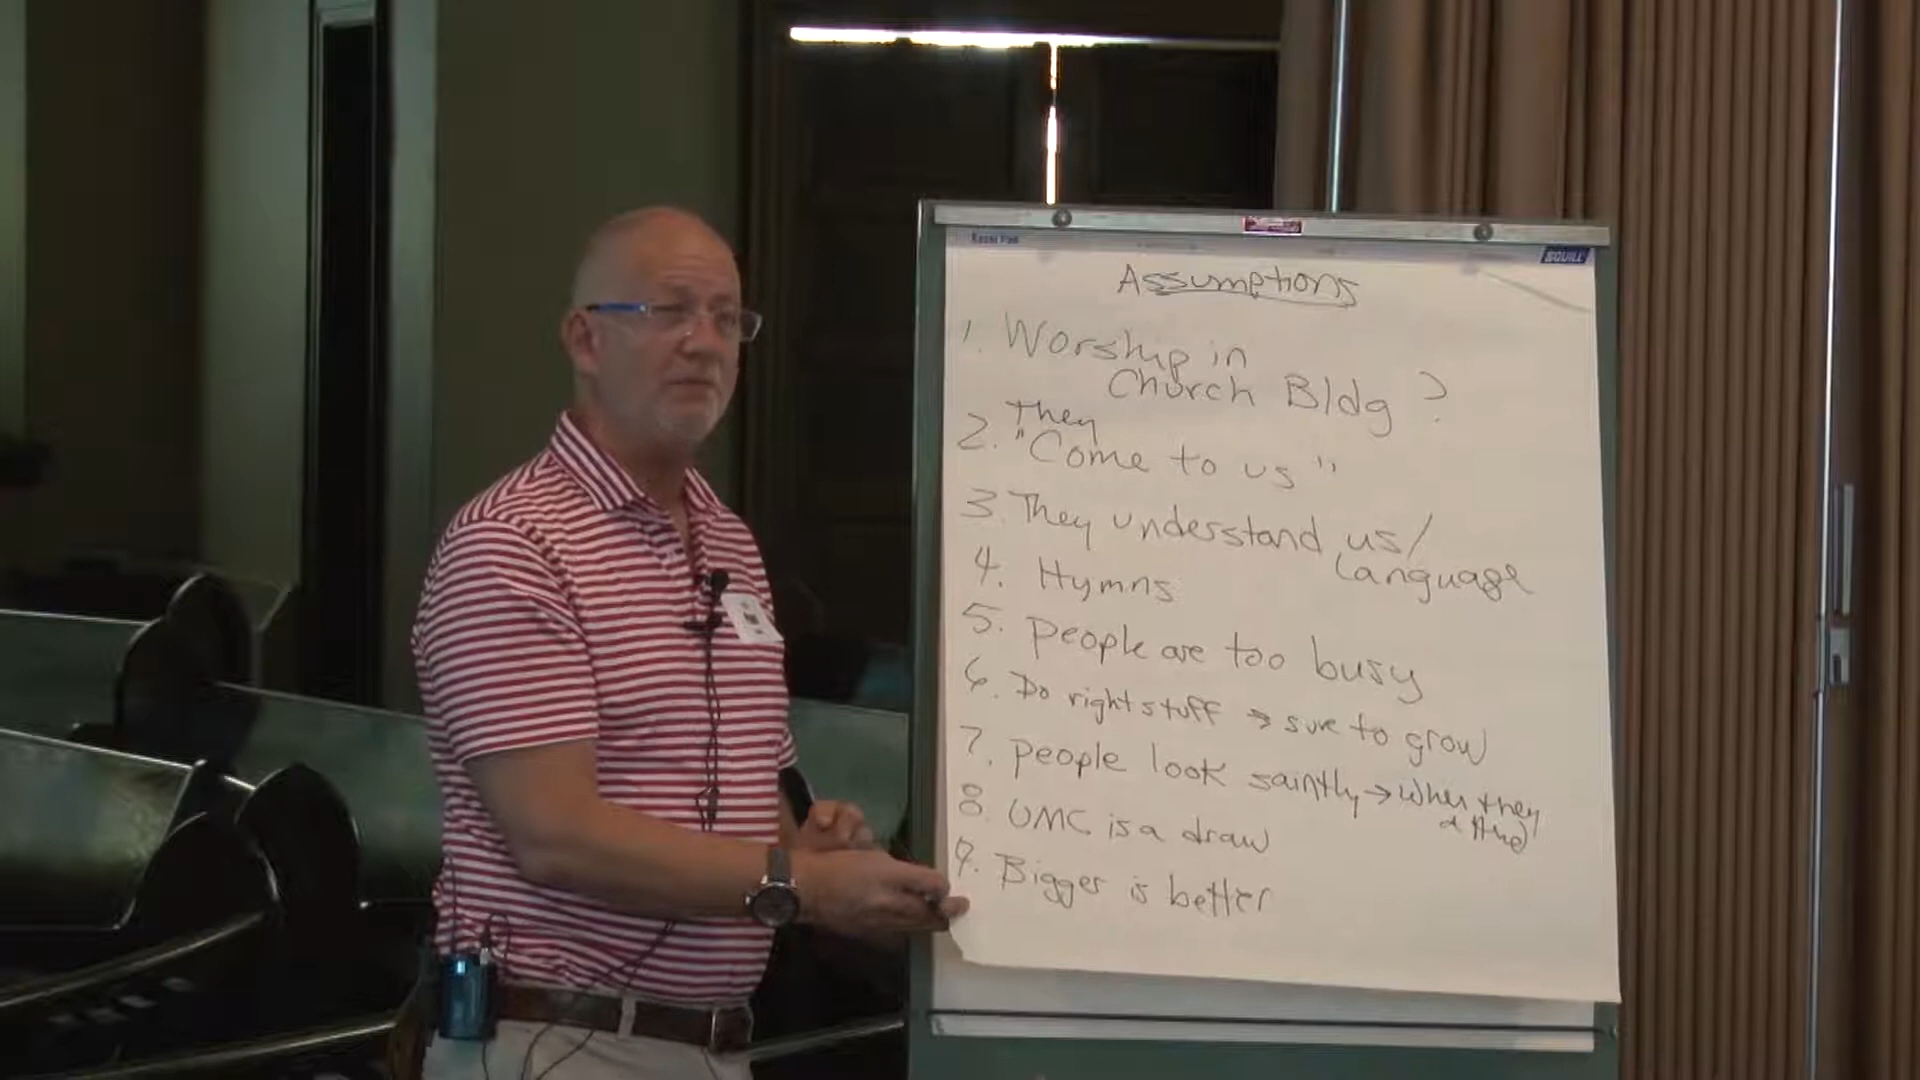 SQUILL
Assumptions
1. Worship in
Church Bldg ?
They
2. "Come to us"
3. They understand us/
Language
4. Hymns
5. people are too busy
6. Do right stuff → sure to grow
7. people look saintly → when they
attend
8. UMC is a draw
9. Bigger is better